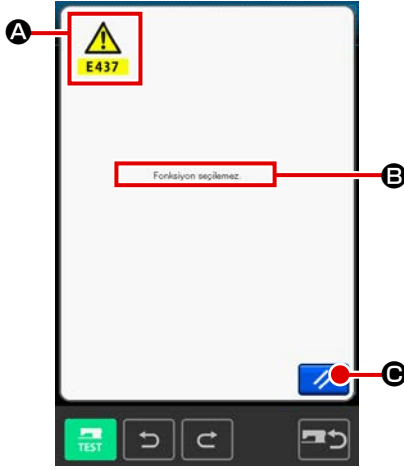 A
E437
Fonksiyon seçilemez.
B
C
TEST